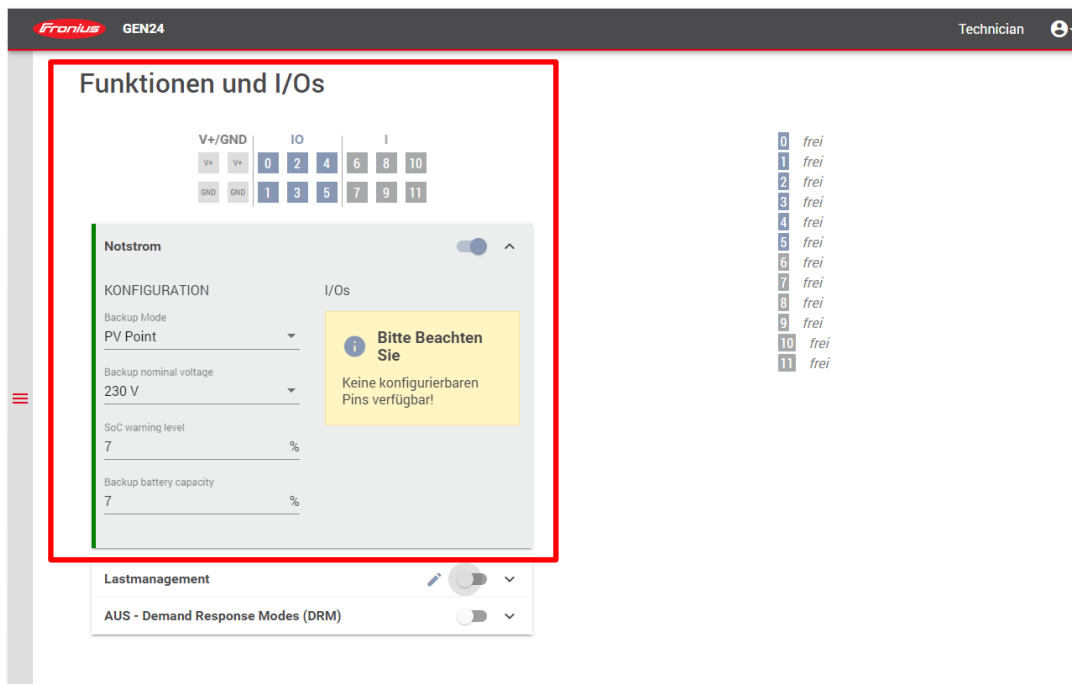 Fronius GEN24 Technician
Funktionen und I/Os
V+/GND IO I
V+ V+ 0 2 4 6 8 10
GND GND 1 3 5 7 9 11
Notstrom
KONFIGURATION
Backup Mode
PV Point
Backup nominal voltage
230 V
SoC warning level
7 %
Backup battery capacity
7 %
I/Os
Bitte Beachten
Sie
Keine konfigurierbaren
Pins verfügbar!
Lastmanagement
AUS - Demand Response Modes (DRM)
0 frei
1 frei
2 frei
3 frei
4 frei
5 frei
6 frei
7 frei
8 frei
9 frei
10 frei
11 frei